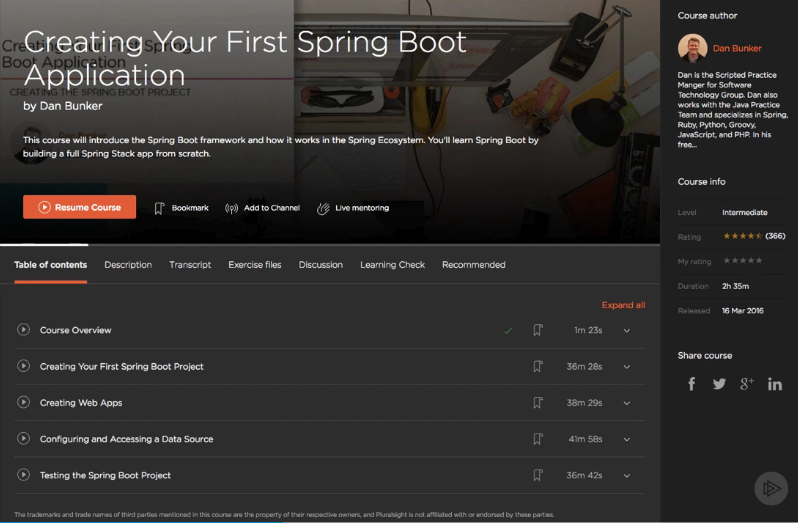 Creating Your First Spring
Boot Application
CREATING THE SPRING BOOT PROJECT
Creating Your First Spring Boot
Application
by Dan Bunker
This course will introduce the Spring Boot framework and how it works in the Spring Ecosystem. You'll learn Spring Boot by
building a full Spring Stack app from scratch.
Resume Course
Bookmark
Add to Channel
Live mentoring
Table of contents
Description
Transcript
Exercise files
Discussion
Learning Check
Recommended
Expand all
Course Overview 1m 23s
Creating Your First Spring Boot Project 36m 28s
Creating Web Apps 38m 29s
Configuring and Accessing a Data Source 41m 58s
Testing the Spring Boot Project 36m 42s
The trademarks and trade names of third parties mentioned in this course are the property of their respective owners, and Pluralsight is not affiliated with or endorsed by these parties.
Course author
Dan Bunker
Dan is the Scripted Practice
Manger for Software
Technology Group. Dan also
works with the Java Practice
Team and specializes in Spring,
Ruby, Python, Groovy,
JavaScript, and PHP. In his
free...
Course info
Level Intermediate
Rating (366)
My rating
Duration 2h 35m
Released 16 Mar 2016
Share course